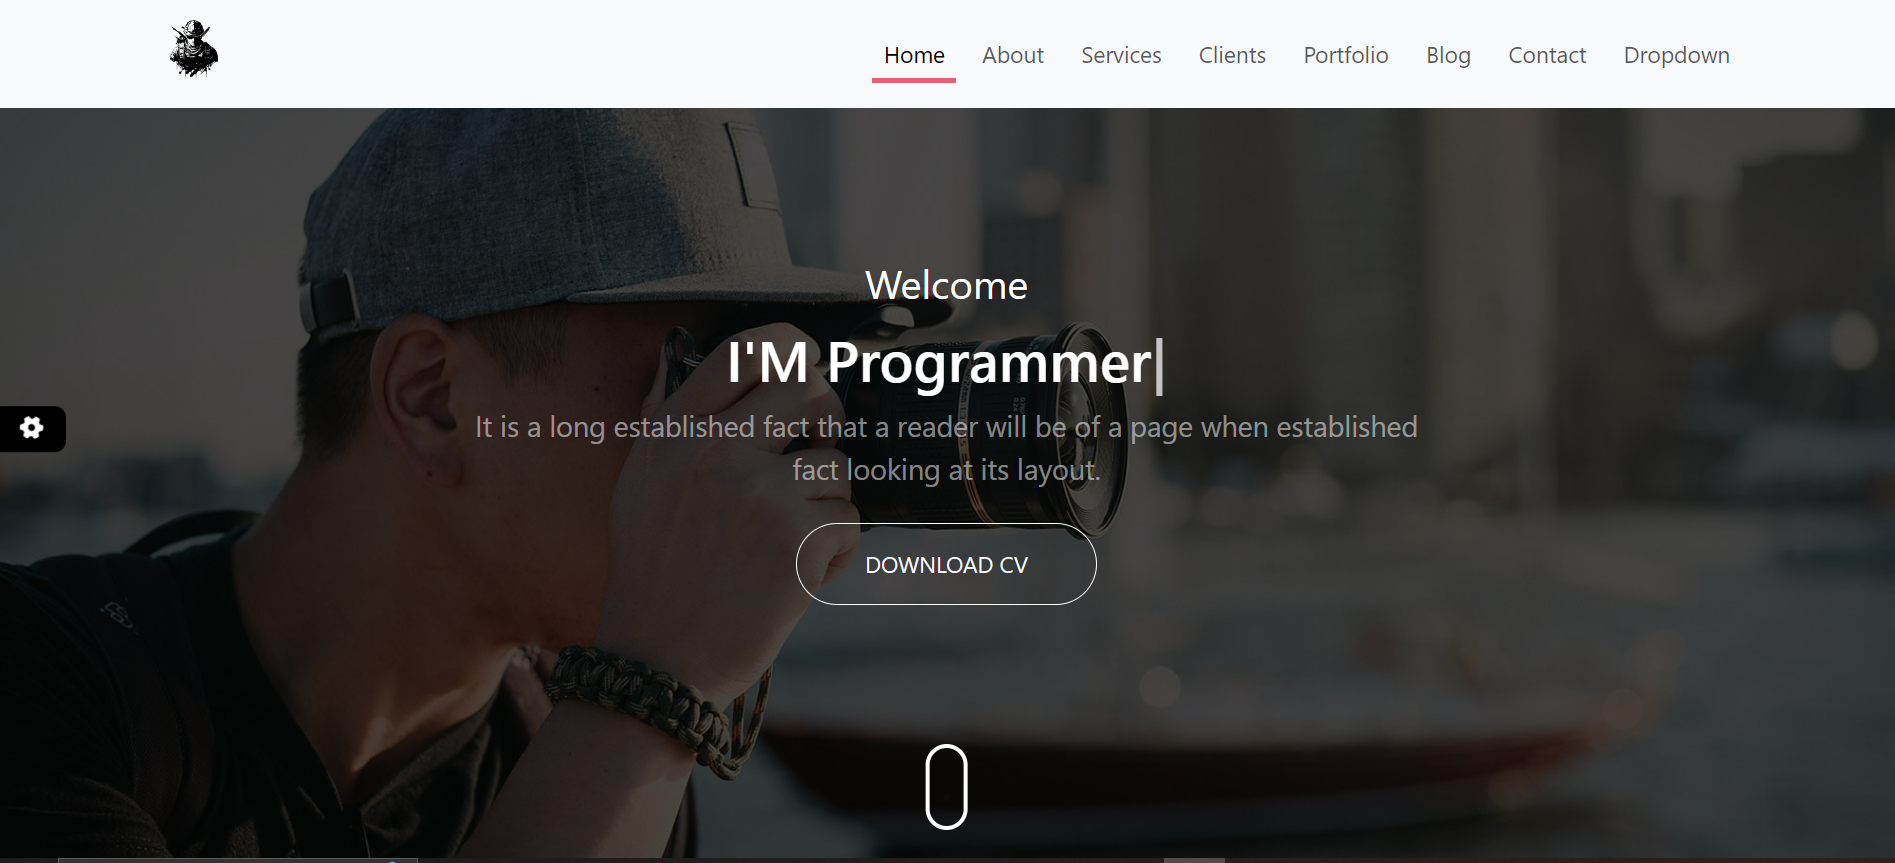 Home About Services Clients Portfolio Blog Contact Dropdown
Welcome
I'M Programmer|
It is a long established fact that a reader will be of a page when established
fact looking at its layout.
DOWNLOAD CV